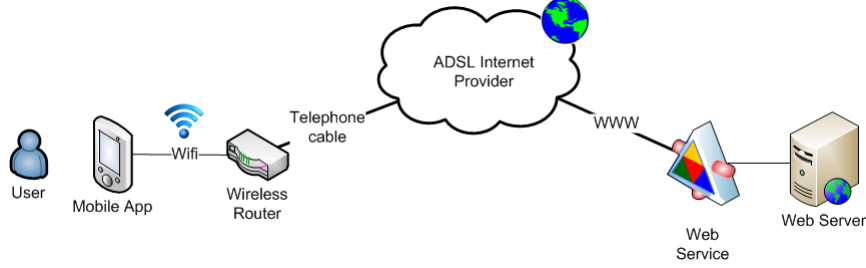 ADSL Internet
Provider
Telephone
cable
WWW
Wifi
User
Mobile App
Wireless
Router
Web
Service
Web Server